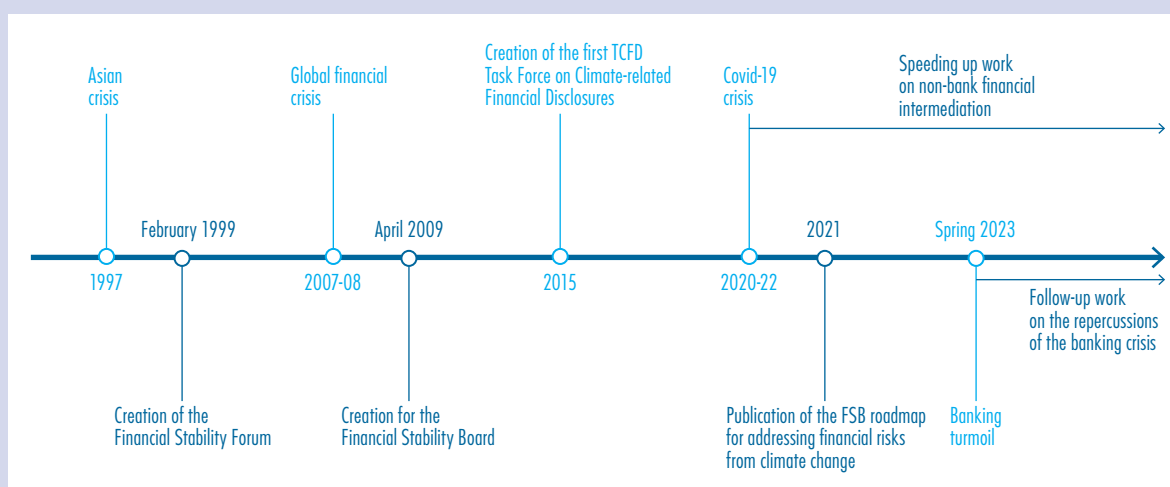 Asian
crisis
Global financial
crisis
Creation of the first TCFD
Task Force on Climate-related
Financial Disclosures
Covid-19
crisis
Speeding up work
on non-bank financial
intermediation
February 1999
April 2009
2021
Spring 2023
1997
2007-08
2015
2020-22
Follow-up work
on the repercussions
of the banking crisis
Creation of the
Financial Stability Forum
Creation for the
Financial Stability Board
Publication of the FSB roadmap
for addressing financial risks
from climate change
Banking
turmoil